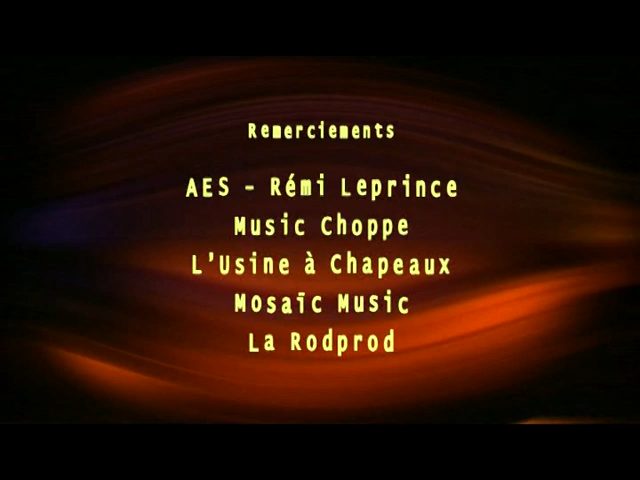 Remerciements
AES - Rémi Leprince
Music Choppe
L'Usine à Chapeaux
Mosaïc Music
La Rodprod